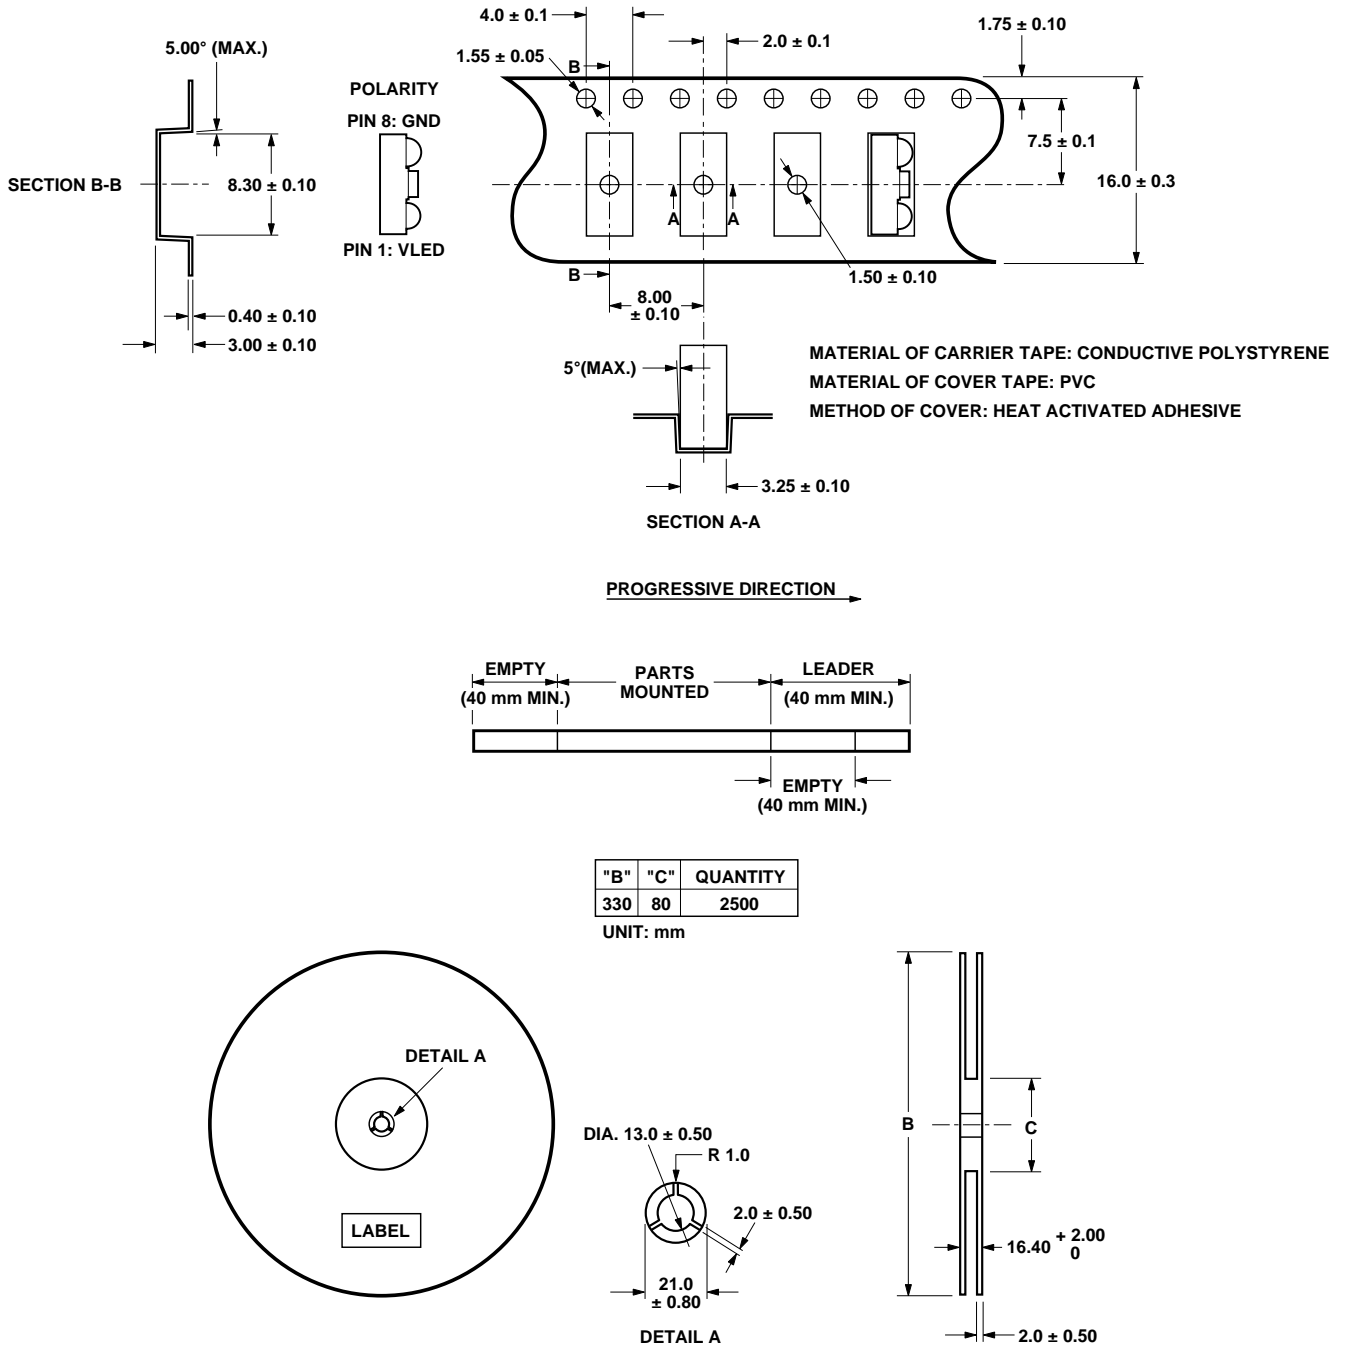 4.0 ± 0.1
2.0 ± 0.1
1.75 ± 0.10
5.00° (MAX.)
1.55 ± 0.05
B
POLARITY
PIN 8: GND
7.5 ± 0.1
SECTION B-B
8.30 ± 0.10
16.0 ± 0.3
A
A
PIN 1: VLED
B
1.50 ± 0.10
8.00
± 0.10
0.40 ± 0.10
3.00 ± 0.10
MATERIAL OF CARRIER TAPE: CONDUCTIVE POLYSTYRENE
5°(MAX.)
MATERIAL OF COVER TAPE: PVC
METHOD OF COVER: HEAT ACTIVATED ADHESIVE
3.25 ± 0.10
SECTION A-A
PROGRESSIVE DIRECTION
EMPTY
(40 mm MIN.)
PARTS
MOUNTED
LEADER
(40 mm MIN.)
EMPTY
(40 mm MIN.)
"B" "C" QUANTITY
330 80 2500
UNIT: mm
DETAIL A
B
C
DIA. 13.0 ± 0.50
R 1.0
2.0 ± 0.50
LABEL
16.40 + 2.00
0
21.0
± 0.80
DETAIL A
2.0 ± 0.50